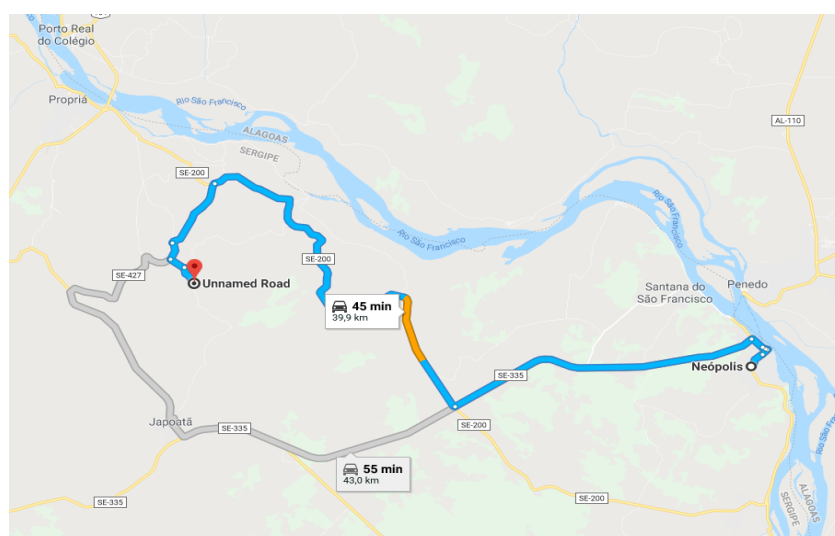 Porto Real
do Colégio
Propriá
Rio São Francisco
AL-110
ALAGOAS
SERGIPE
SE-200
Rio São Francisco
Rio São Francisco
SE-200
SE-427
Unnamed Road
Santana do
São Francisco
Penedo
45 min
39,9 km
Neópolis
SE-335
Japoatã
SE-335
SE-200
55 min
43,0 km
Rio São
SE-335
SE-200
ALAGOAS
SERGIPE